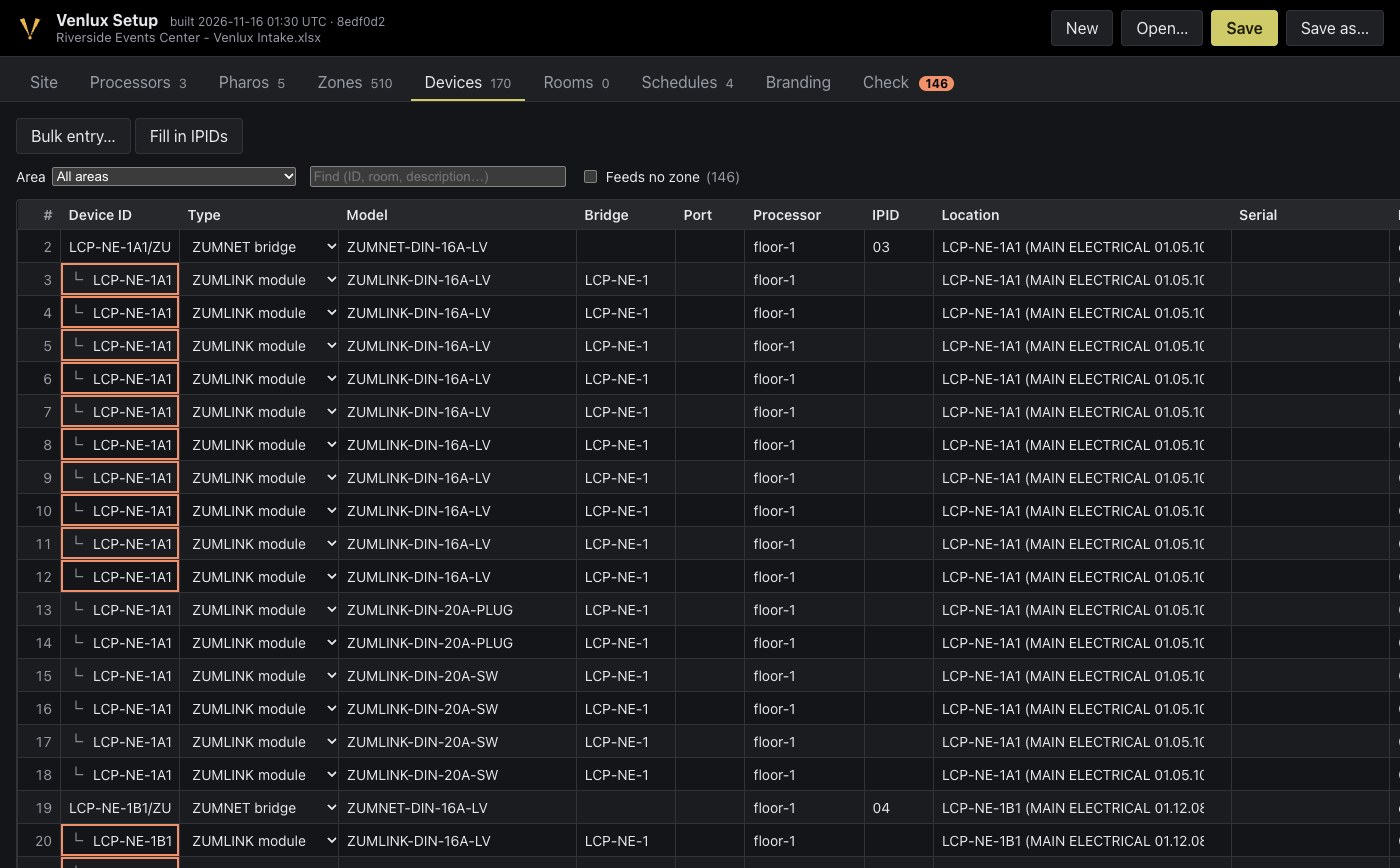 Venlux Setup built 2026-11-16 01:30 UTC · 8edf0d2
Riverside Events Center - Venlux Intake.xlsx
New Open... Save Save as...
Site Processors 3 Pharos 5 Zones 510 Devices 170 Rooms 0 Schedules 4 Branding Check 146
Bulk entry... Fill in IPIDs
Area All areas Find (ID, room, description...) Feeds no zone (146)
# Device ID Type Model Bridge Port Processor IPID Location Serial
2 LCP-NE-1A1/ZU ZUMNET bridge ZUMNET-DIN-16A-LV floor-1 03 LCP-NE-1A1 (MAIN ELECTRICAL 01.05.10
3 LCP-NE-1A1 ZUMLINK module ZUMLINK-DIN-16A-LV LCP-NE-1 floor-1 LCP-NE-1A1 (MAIN ELECTRICAL 01.05.10
4 LCP-NE-1A1 ZUMLINK module ZUMLINK-DIN-16A-LV LCP-NE-1 floor-1 LCP-NE-1A1 (MAIN ELECTRICAL 01.05.10
5 LCP-NE-1A1 ZUMLINK module ZUMLINK-DIN-16A-LV LCP-NE-1 floor-1 LCP-NE-1A1 (MAIN ELECTRICAL 01.05.10
6 LCP-NE-1A1 ZUMLINK module ZUMLINK-DIN-16A-LV LCP-NE-1 floor-1 LCP-NE-1A1 (MAIN ELECTRICAL 01.05.10
7 LCP-NE-1A1 ZUMLINK module ZUMLINK-DIN-16A-LV LCP-NE-1 floor-1 LCP-NE-1A1 (MAIN ELECTRICAL 01.05.10
8 LCP-NE-1A1 ZUMLINK module ZUMLINK-DIN-16A-LV LCP-NE-1 floor-1 LCP-NE-1A1 (MAIN ELECTRICAL 01.05.10
9 LCP-NE-1A1 ZUMLINK module ZUMLINK-DIN-16A-LV LCP-NE-1 floor-1 LCP-NE-1A1 (MAIN ELECTRICAL 01.05.10
10 LCP-NE-1A1 ZUMLINK module ZUMLINK-DIN-16A-LV LCP-NE-1 floor-1 LCP-NE-1A1 (MAIN ELECTRICAL 01.05.10
11 LCP-NE-1A1 ZUMLINK module ZUMLINK-DIN-16A-LV LCP-NE-1 floor-1 LCP-NE-1A1 (MAIN ELECTRICAL 01.05.10
12 LCP-NE-1A1 ZUMLINK module ZUMLINK-DIN-16A-LV LCP-NE-1 floor-1 LCP-NE-1A1 (MAIN ELECTRICAL 01.05.10
13 LCP-NE-1A1 ZUMLINK module ZUMLINK-DIN-20A-PLUG LCP-NE-1 floor-1 LCP-NE-1A1 (MAIN ELECTRICAL 01.05.10
14 LCP-NE-1A1 ZUMLINK module ZUMLINK-DIN-20A-PLUG LCP-NE-1 floor-1 LCP-NE-1A1 (MAIN ELECTRICAL 01.05.10
15 LCP-NE-1A1 ZUMLINK module ZUMLINK-DIN-20A-SW LCP-NE-1 floor-1 LCP-NE-1A1 (MAIN ELECTRICAL 01.05.10
16 LCP-NE-1A1 ZUMLINK module ZUMLINK-DIN-20A-SW LCP-NE-1 floor-1 LCP-NE-1A1 (MAIN ELECTRICAL 01.05.10
17 LCP-NE-1A1 ZUMLINK module ZUMLINK-DIN-20A-SW LCP-NE-1 floor-1 LCP-NE-1A1 (MAIN ELECTRICAL 01.05.10
18 LCP-NE-1A1 ZUMLINK module ZUMLINK-DIN-20A-SW LCP-NE-1 floor-1 LCP-NE-1A1 (MAIN ELECTRICAL 01.05.10
19 LCP-NE-1B1/ZU ZUMNET bridge ZUMNET-DIN-16A-LV floor-1 04 LCP-NE-1B1 (MAIN ELECTRICAL 01.12.08
20 LCP-NE-1B1 ZUMLINK module ZUMLINK-DIN-16A-LV LCP-NE-1 floor-1 LCP-NE-1B1 (MAIN ELECTRICAL 01.12.08